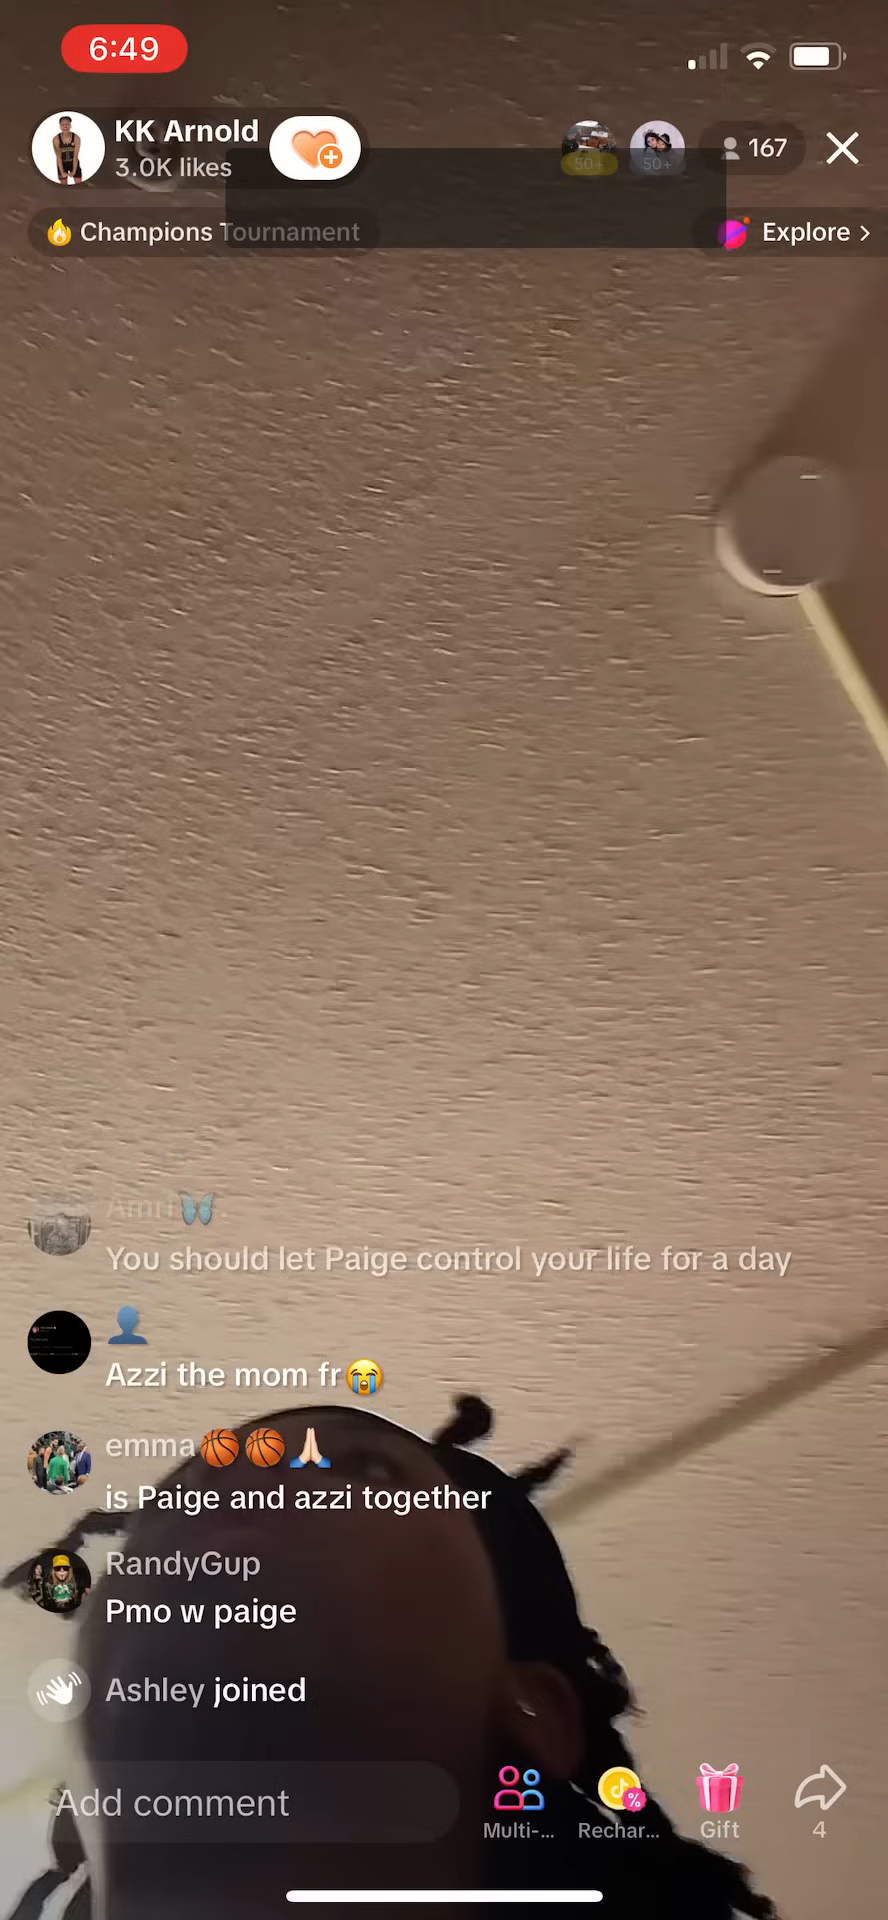 6:49
KK Arnold
3.0K likes
50+
50+
167
🔥 Champions Tournament
Explore >
Amri🦋.
You should let Paige control your life for a day
👤
Azzi the mom fr😭
emma🏀🏀🙏🏻
is Paige and azzi together
RandyGup
Pmo w paige
Ashley joined
Add comment
Multi-...
Rechar...
Gift
4